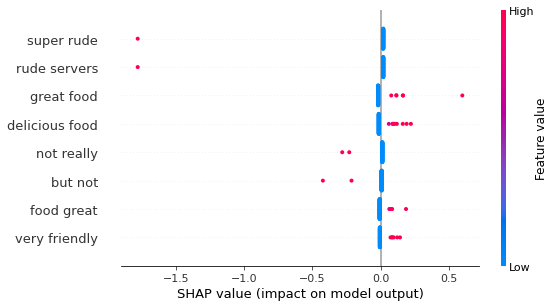 High
super rude
rude servers
great food
delicious food
not really
but not
food great
very friendly
Feature value
Low
−1.5 −1.0 −0.5 0.0 0.5
SHAP value (impact on model output)